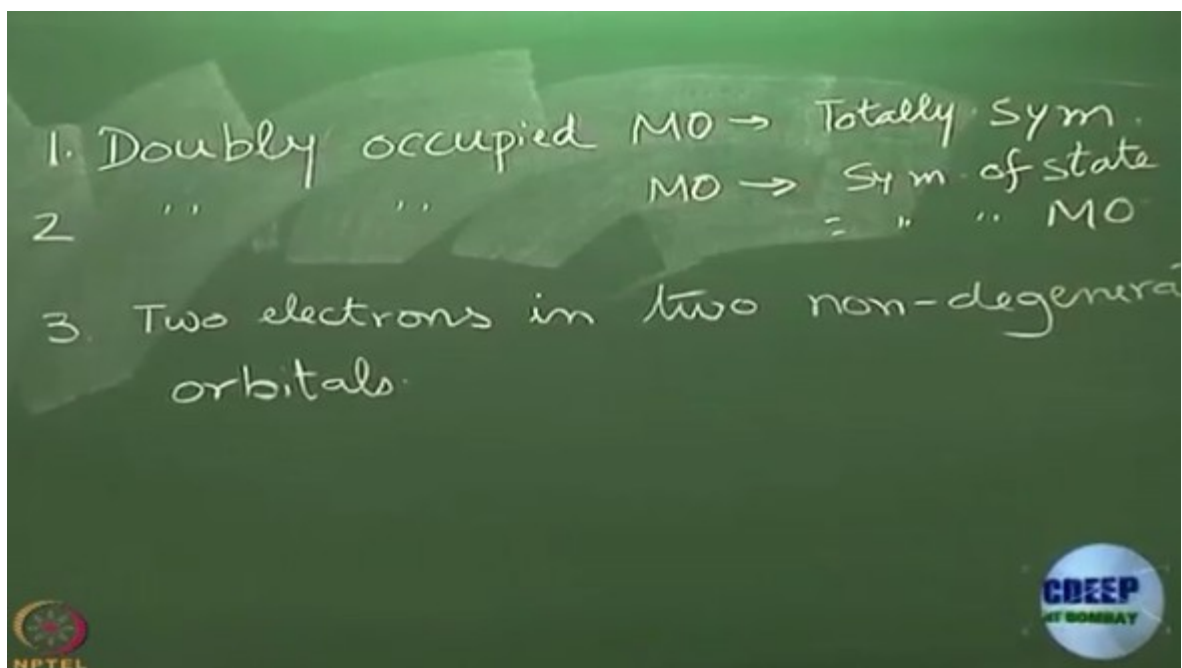 1. Doubly occupied MO → Totally Sym.
2 " " MO → Sym. of state
= " " MO
3. Two electrons in two non-degenera
orbitals.
CDEEP
IIT BOMBAY
NPTEL